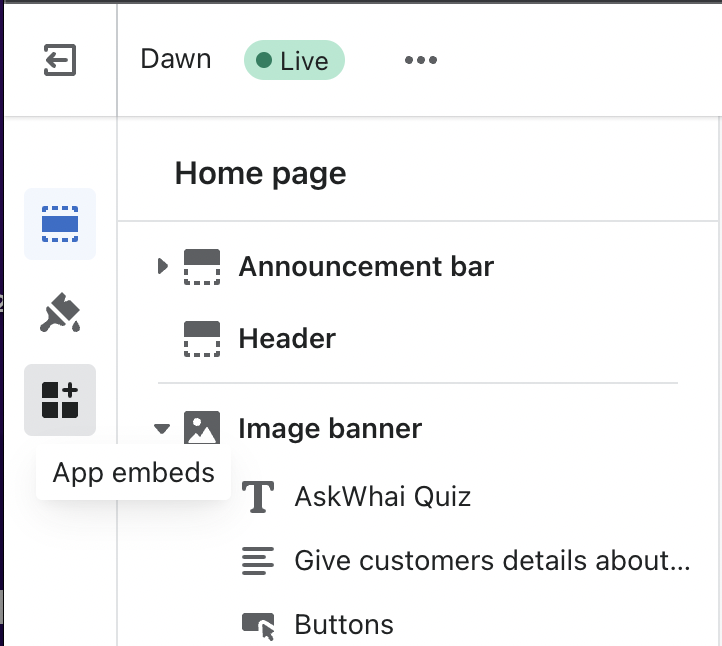 Dawn
Live
Home page
Announcement bar
Header
Image banner
App embeds
AskWhai Quiz
Give customers details about...
Buttons